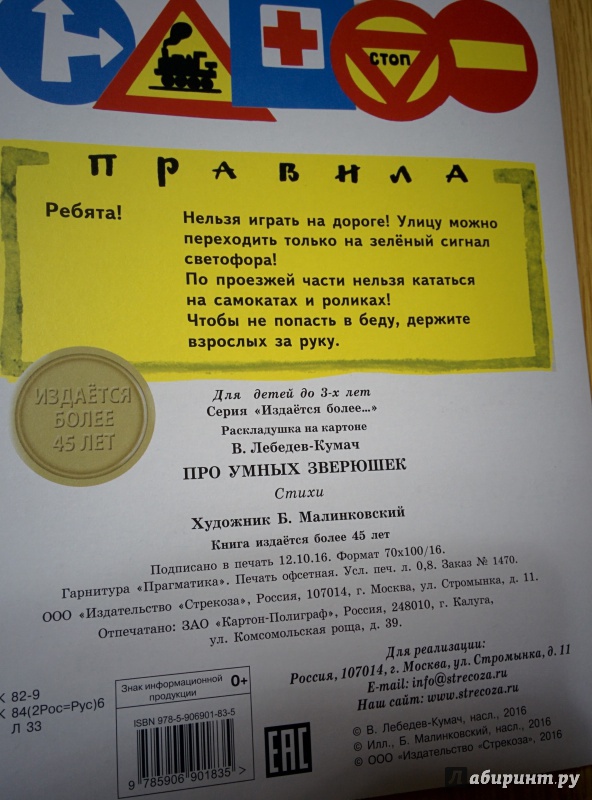 СТОП
ПРАВИЛА
Ребята!
Нельзя играть на дороге! Улицу можно
переходить только на зелёный сигнал
светофора!
По проезжей части нельзя кататься
на самокатах и роликах!
Чтобы не попасть в беду, держите
взрослых за руку.
ИЗДАЁТСЯ
БОЛЕЕ
45 ЛЕТ
Для детей до 3-х лет
Серия «Издаётся более...»
Раскладушка на картоне
В. Лебедев-Кумач
ПРО УМНЫХ ЗВЕРЮШЕК
Стихи
Художник Б. Малинковский
Книга издаётся более 45 лет
Подписано в печать 12.10.16. Формат 70х100/16.
Гарнитура «Прагматика». Печать офсетная. Усл. печ. л. 0,8. Заказ № 1470.
ООО «Издательство «Стрекоза», Россия, 107014, г. Москва, ул. Стромынка, д. 11.
Отпечатано: ЗАО «Картон-Полиграф», Россия, 248010, г. Калуга,
ул. Комсомольская роща, д. 39.
Для реализации:
Россия, 107014, г. Москва, ул. Стромынка, д. 11
E-mail: info@strecoza.ru
Наш сайт: www.strecoza.ru
К 82-9
К 84(2Рос=Рус)6
Л 33
Знак информационной
продукции
0+
ISBN 978-5-906901-83-5
9 785906 901835 >
EAC
© В. Лебедев-Кумач, насл., 2016
© Илл., Б. Малинковский, насл., 2016
© ООО «Издательство «Стрекоза», 2016
Лабиринт.ру